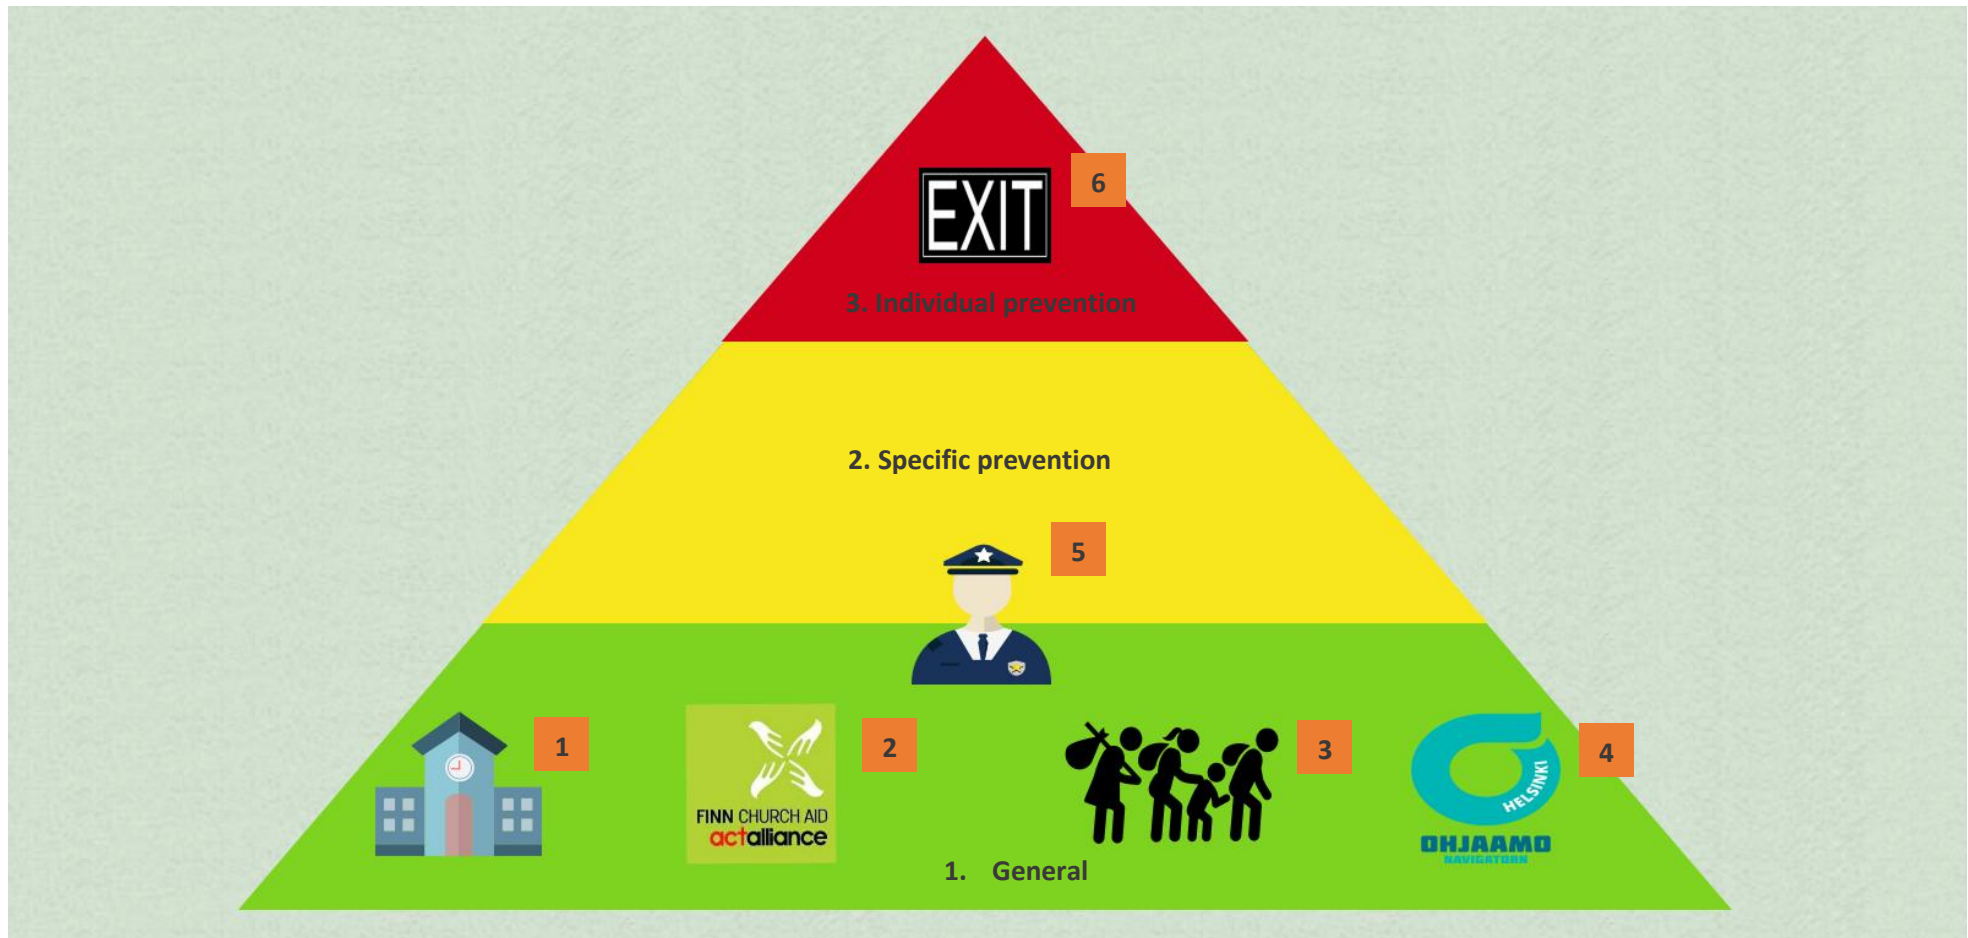 EXIT
6
3. Individual prevention
2. Specific prevention
5
1
2
3
4
FINN CHURCH AID
actalliance
HELSINKI
OHJAAMO
NAVIGATORN
1. General